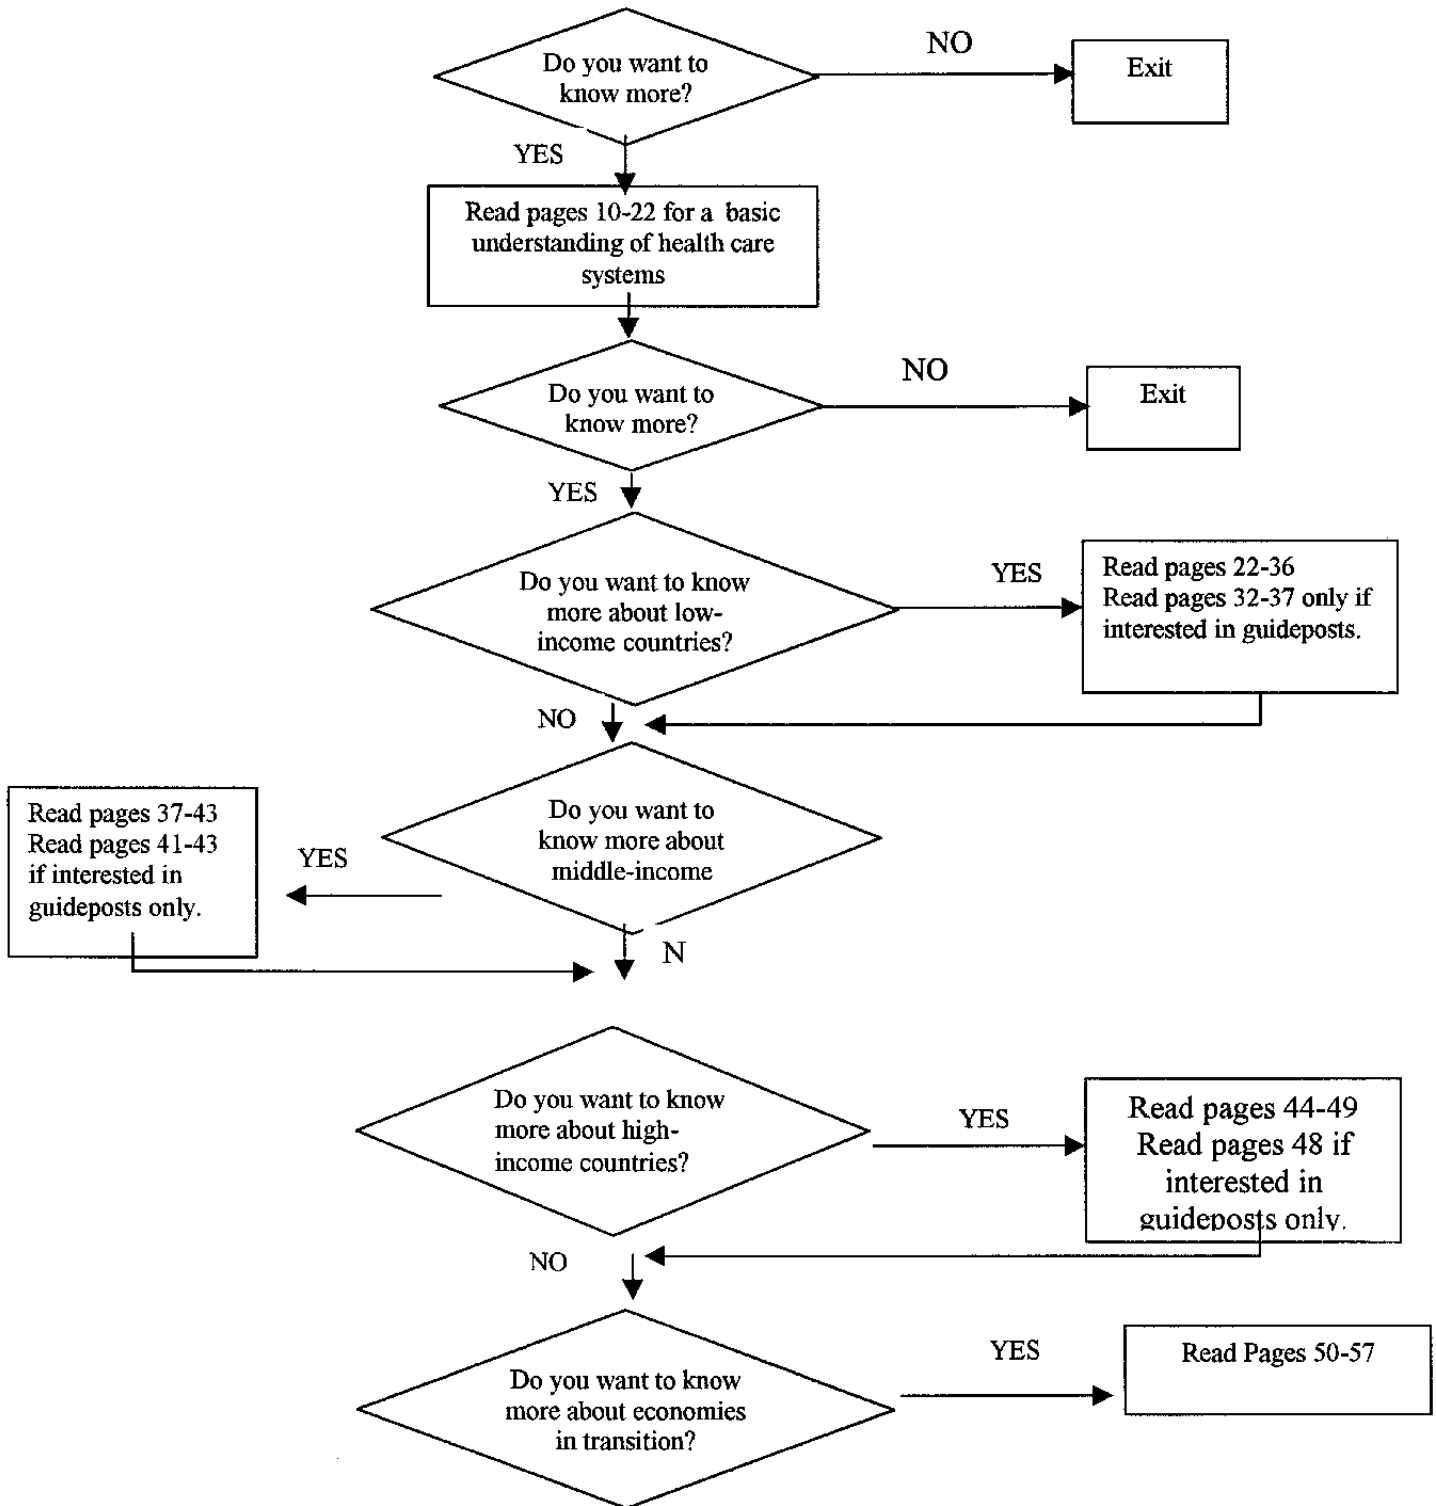 Do you want to
know more?
NO
Exit
YES
Read pages 10-22 for a basic
understanding of health care
systems
Do you want to
know more?
NO
Exit
YES
Do you want to know
more about low-
income countries?
YES
Read pages 22-36
Read pages 32-37 only if
interested in guideposts.
NO
Do you want to
know more about
middle-income
YES
Read pages 37-43
Read pages 41-43
if interested in
guideposts only.
N
Do you want to know
more about high-
income countries?
YES
Read pages 44-49
Read pages 48 if
interested in
guideposts only.
NO
Do you want to know
more about economies
in transition?
YES
Read Pages 50-57